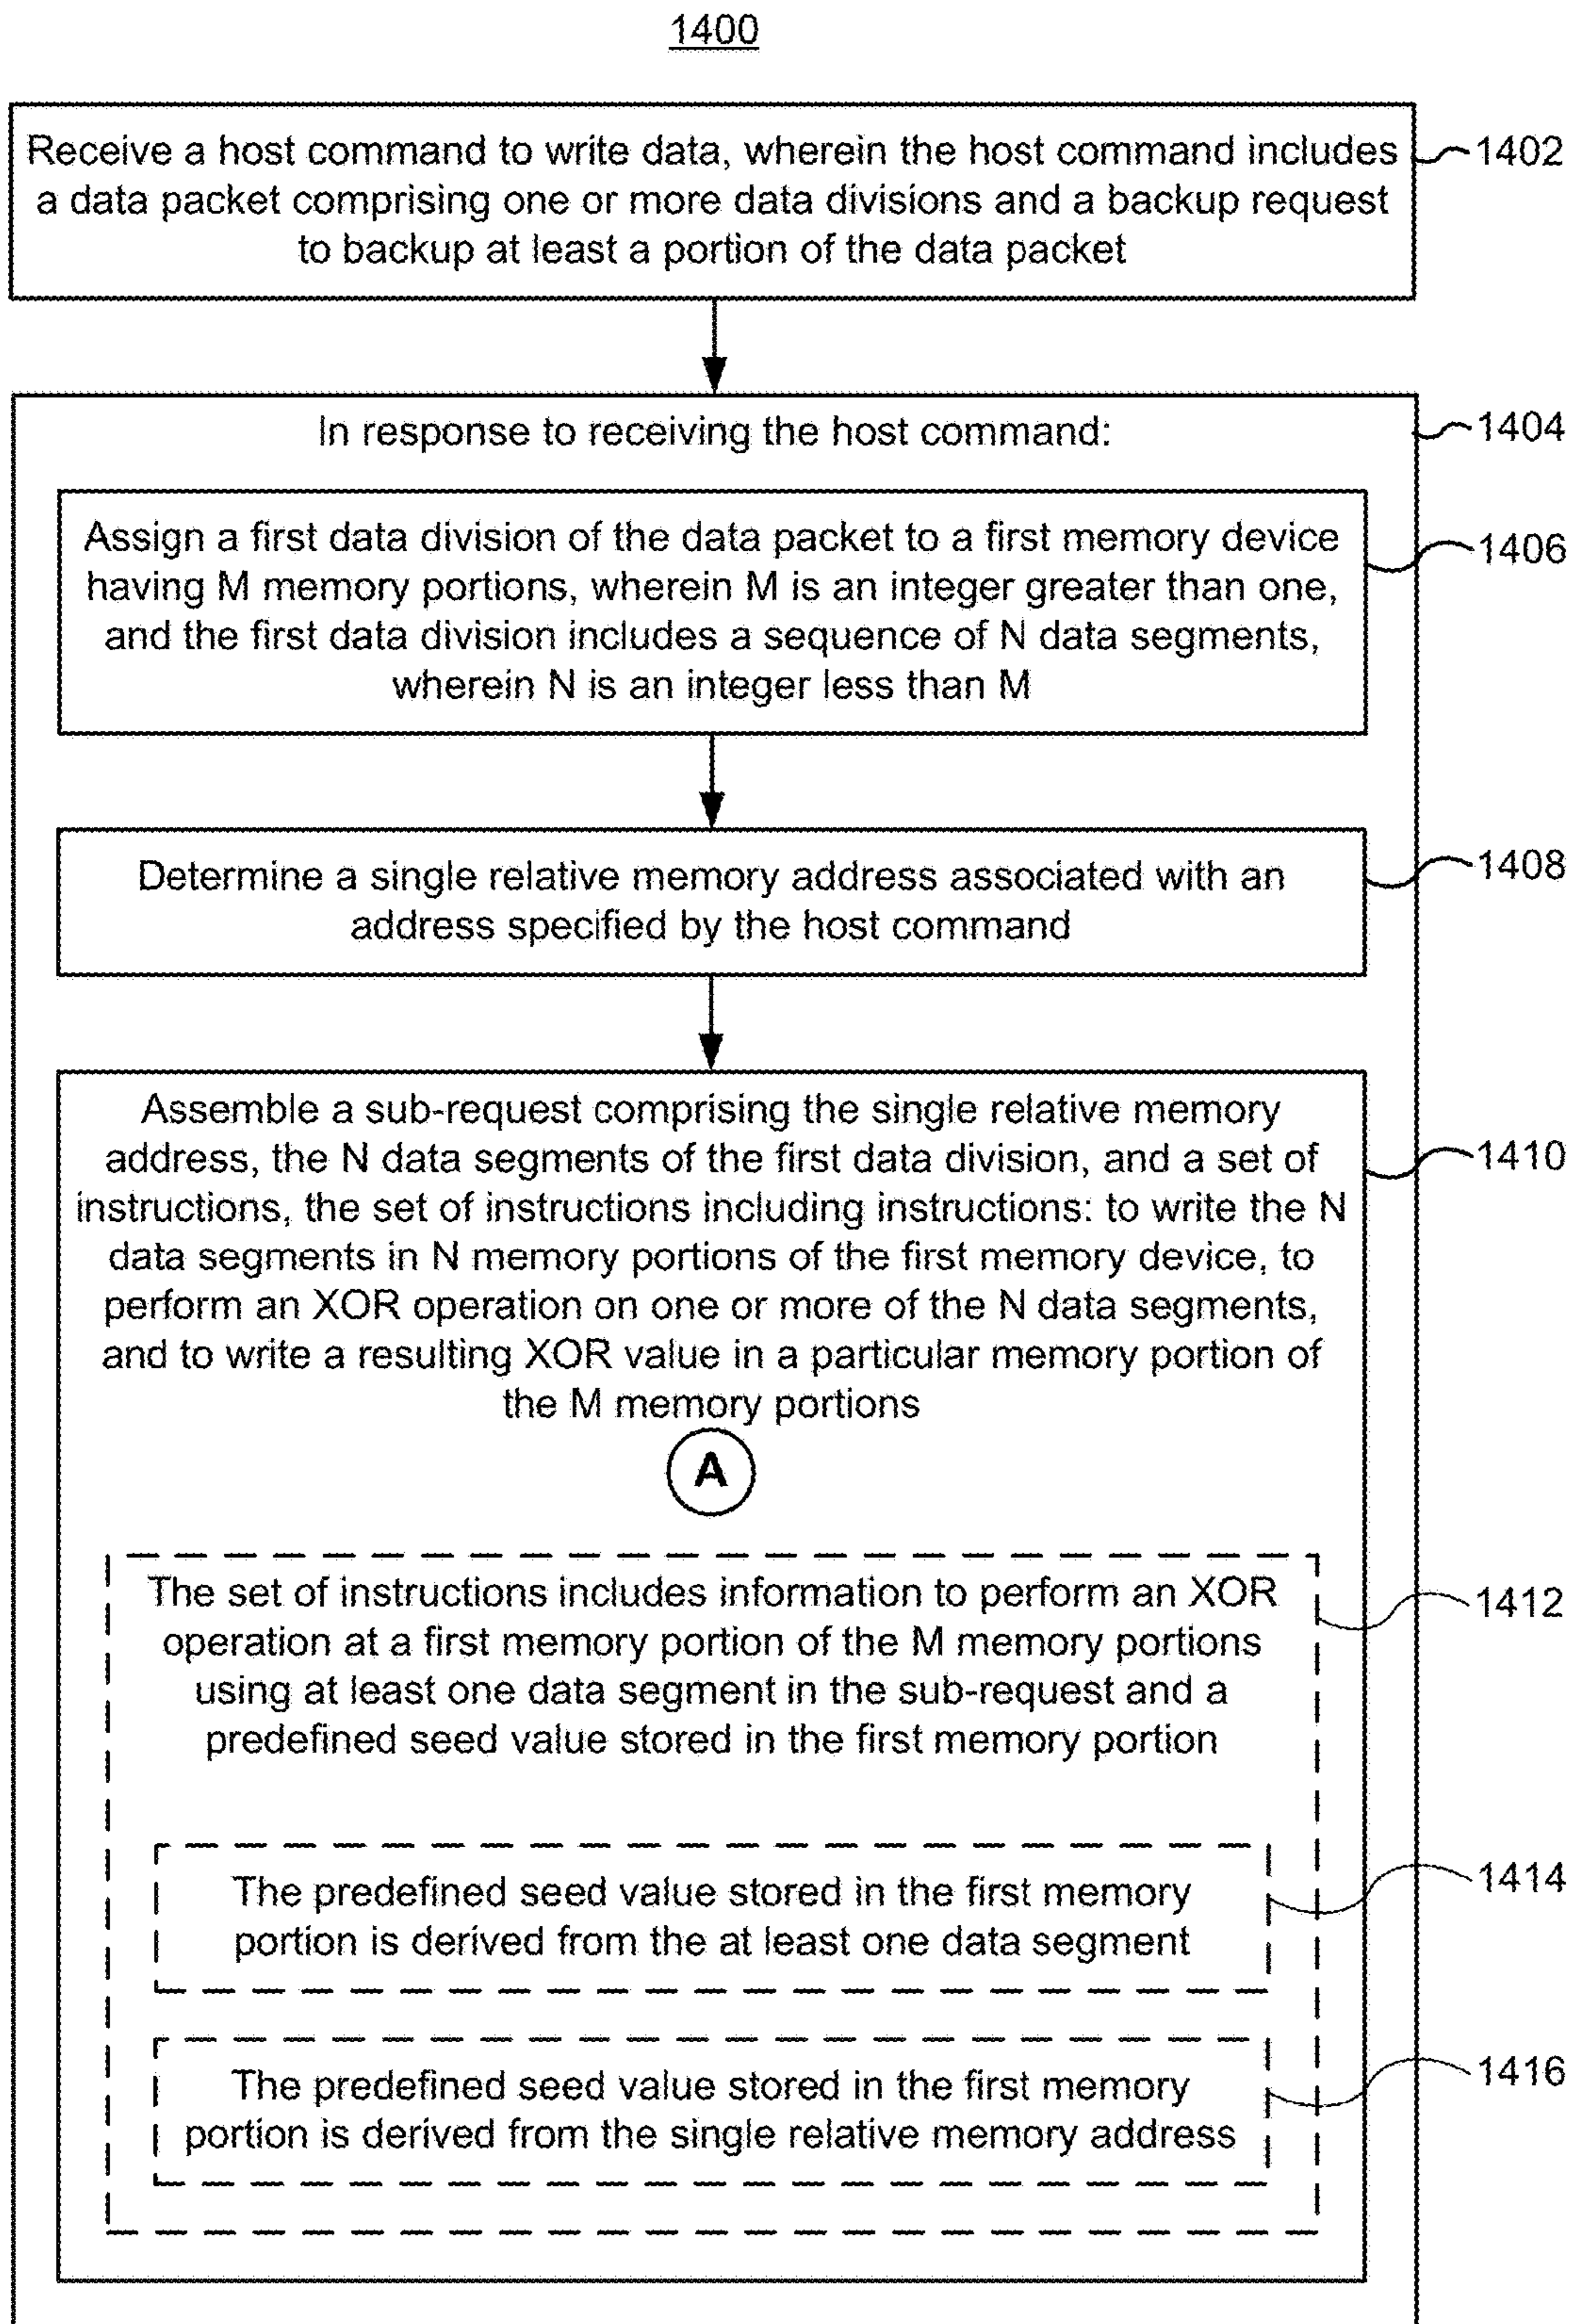 1400
Receive a host command to write data, wherein the host command includes
a data packet comprising one or more data divisions and a backup request
to backup at least a portion of the data packet
1402
In response to receiving the host command:
1404
Assign a first data division of the data packet to a first memory device
having M memory portions, wherein M is an integer greater than one,
and the first data division includes a sequence of N data segments,
wherein N is an integer less than M
1406
Determine a single relative memory address associated with an
address specified by the host command
1408
Assemble a sub-request comprising the single relative memory
address, the N data segments of the first data division, and a set of
instructions, the set of instructions including instructions: to write the N
data segments in N memory portions of the first memory device, to
perform an XOR operation on one or more of the N data segments,
and to write a resulting XOR value in a particular memory portion of
the M memory portions
1410
A
The set of instructions includes information to perform an XOR
operation at a first memory portion of the M memory portions
using at least one data segment in the sub-request and a
predefined seed value stored in the first memory portion
1412
The predefined seed value stored in the first memory
portion is derived from the at least one data segment
1414
The predefined seed value stored in the first memory
portion is derived from the single relative memory address
1416